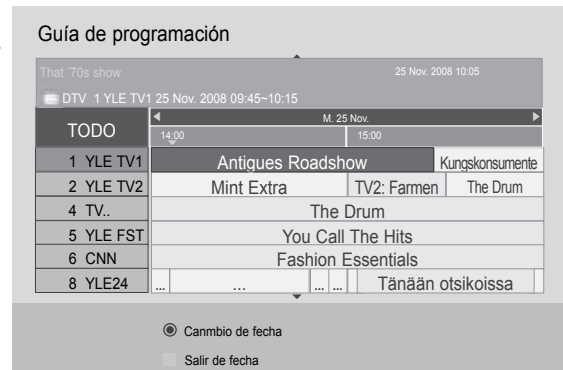 Guía de programación
That '70s show 25 Nov. 2008 10:05
DTV 1 YLE TV1 25 Nov. 2008 09:45~10:15
TODO M. 25 Nov.
14:00 15:00
1 YLE TV1 Antigues Roadshow Kungskonsumente
2 YLE TV2 Mint Extra TV2: Farmen The Drum
4 TV.. The Drum
5 YLE FST You Call The Hits
6 CNN Fashion Essentials
8 YLE24 ... ... ... ... Tänään otsikoissa
Canmbio de fecha
Salir de fecha